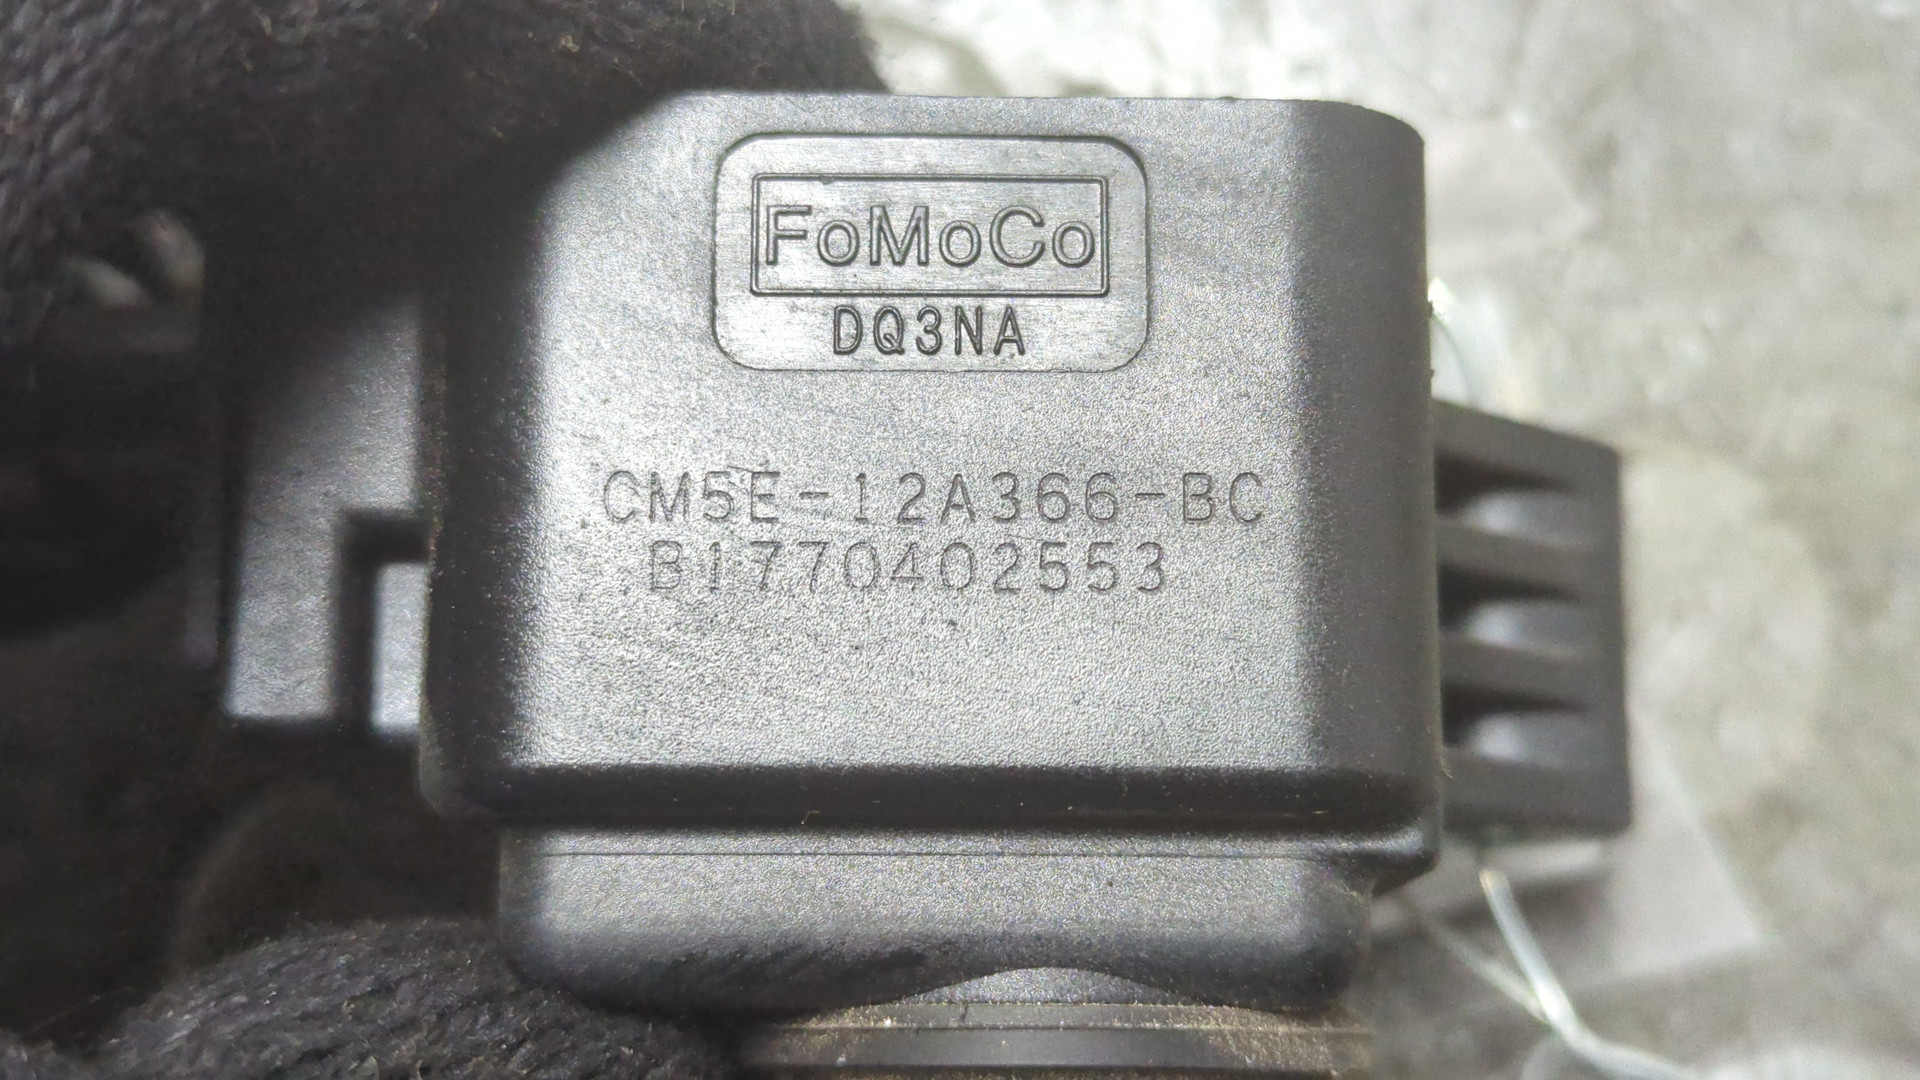 FoMoCo
DQ3NA
CM5E-12A366-BC
B1770402553